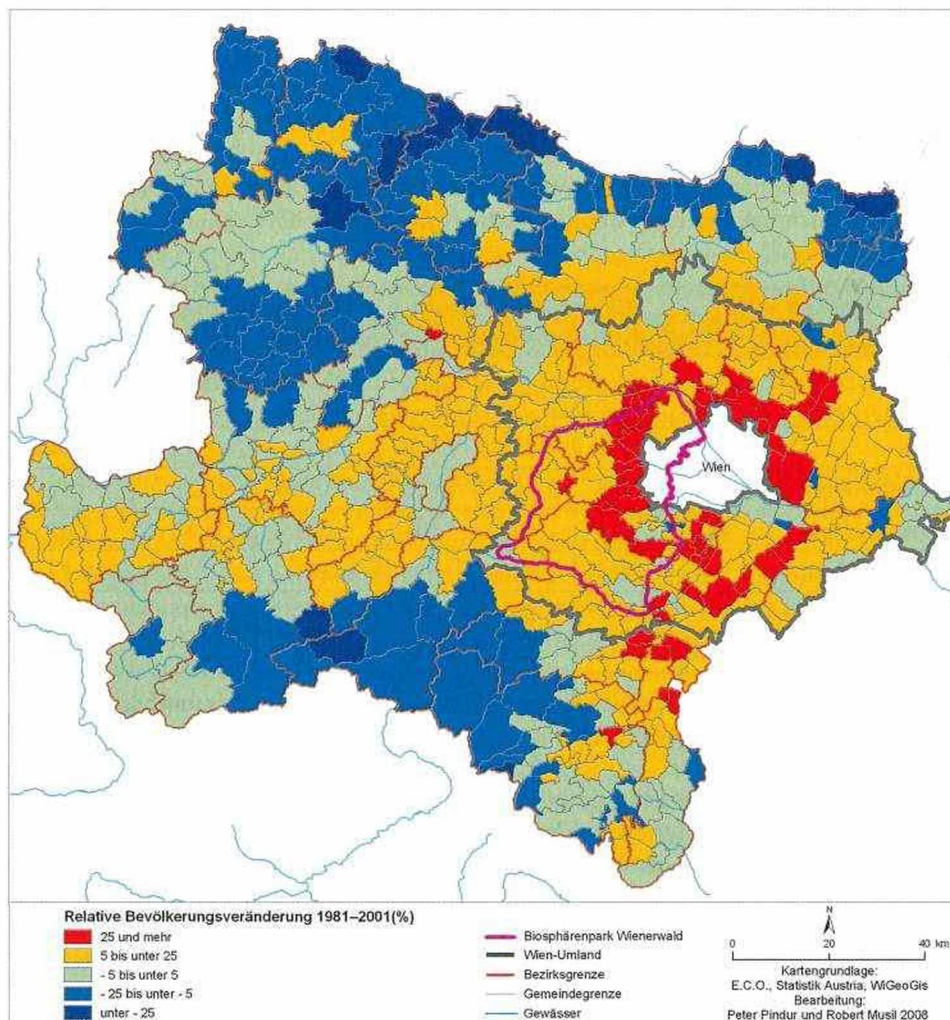 Wien
Relative Bevölkerungsveränderung 1981–2001(%)
25 und mehr
5 bis unter 25
- 5 bis unter 5
- 25 bis unter - 5
unter - 25
Biosphärenpark Wienerwald
Wien-Umland
Bezirksgrenze
Gemeindegrenze
Gewässer
N
0 20 40 km
Kartengrundlage:
E.C.O., Statistik Austria, WiGeoGis
Bearbeitung:
Peter Pindur und Robert Musil 2008